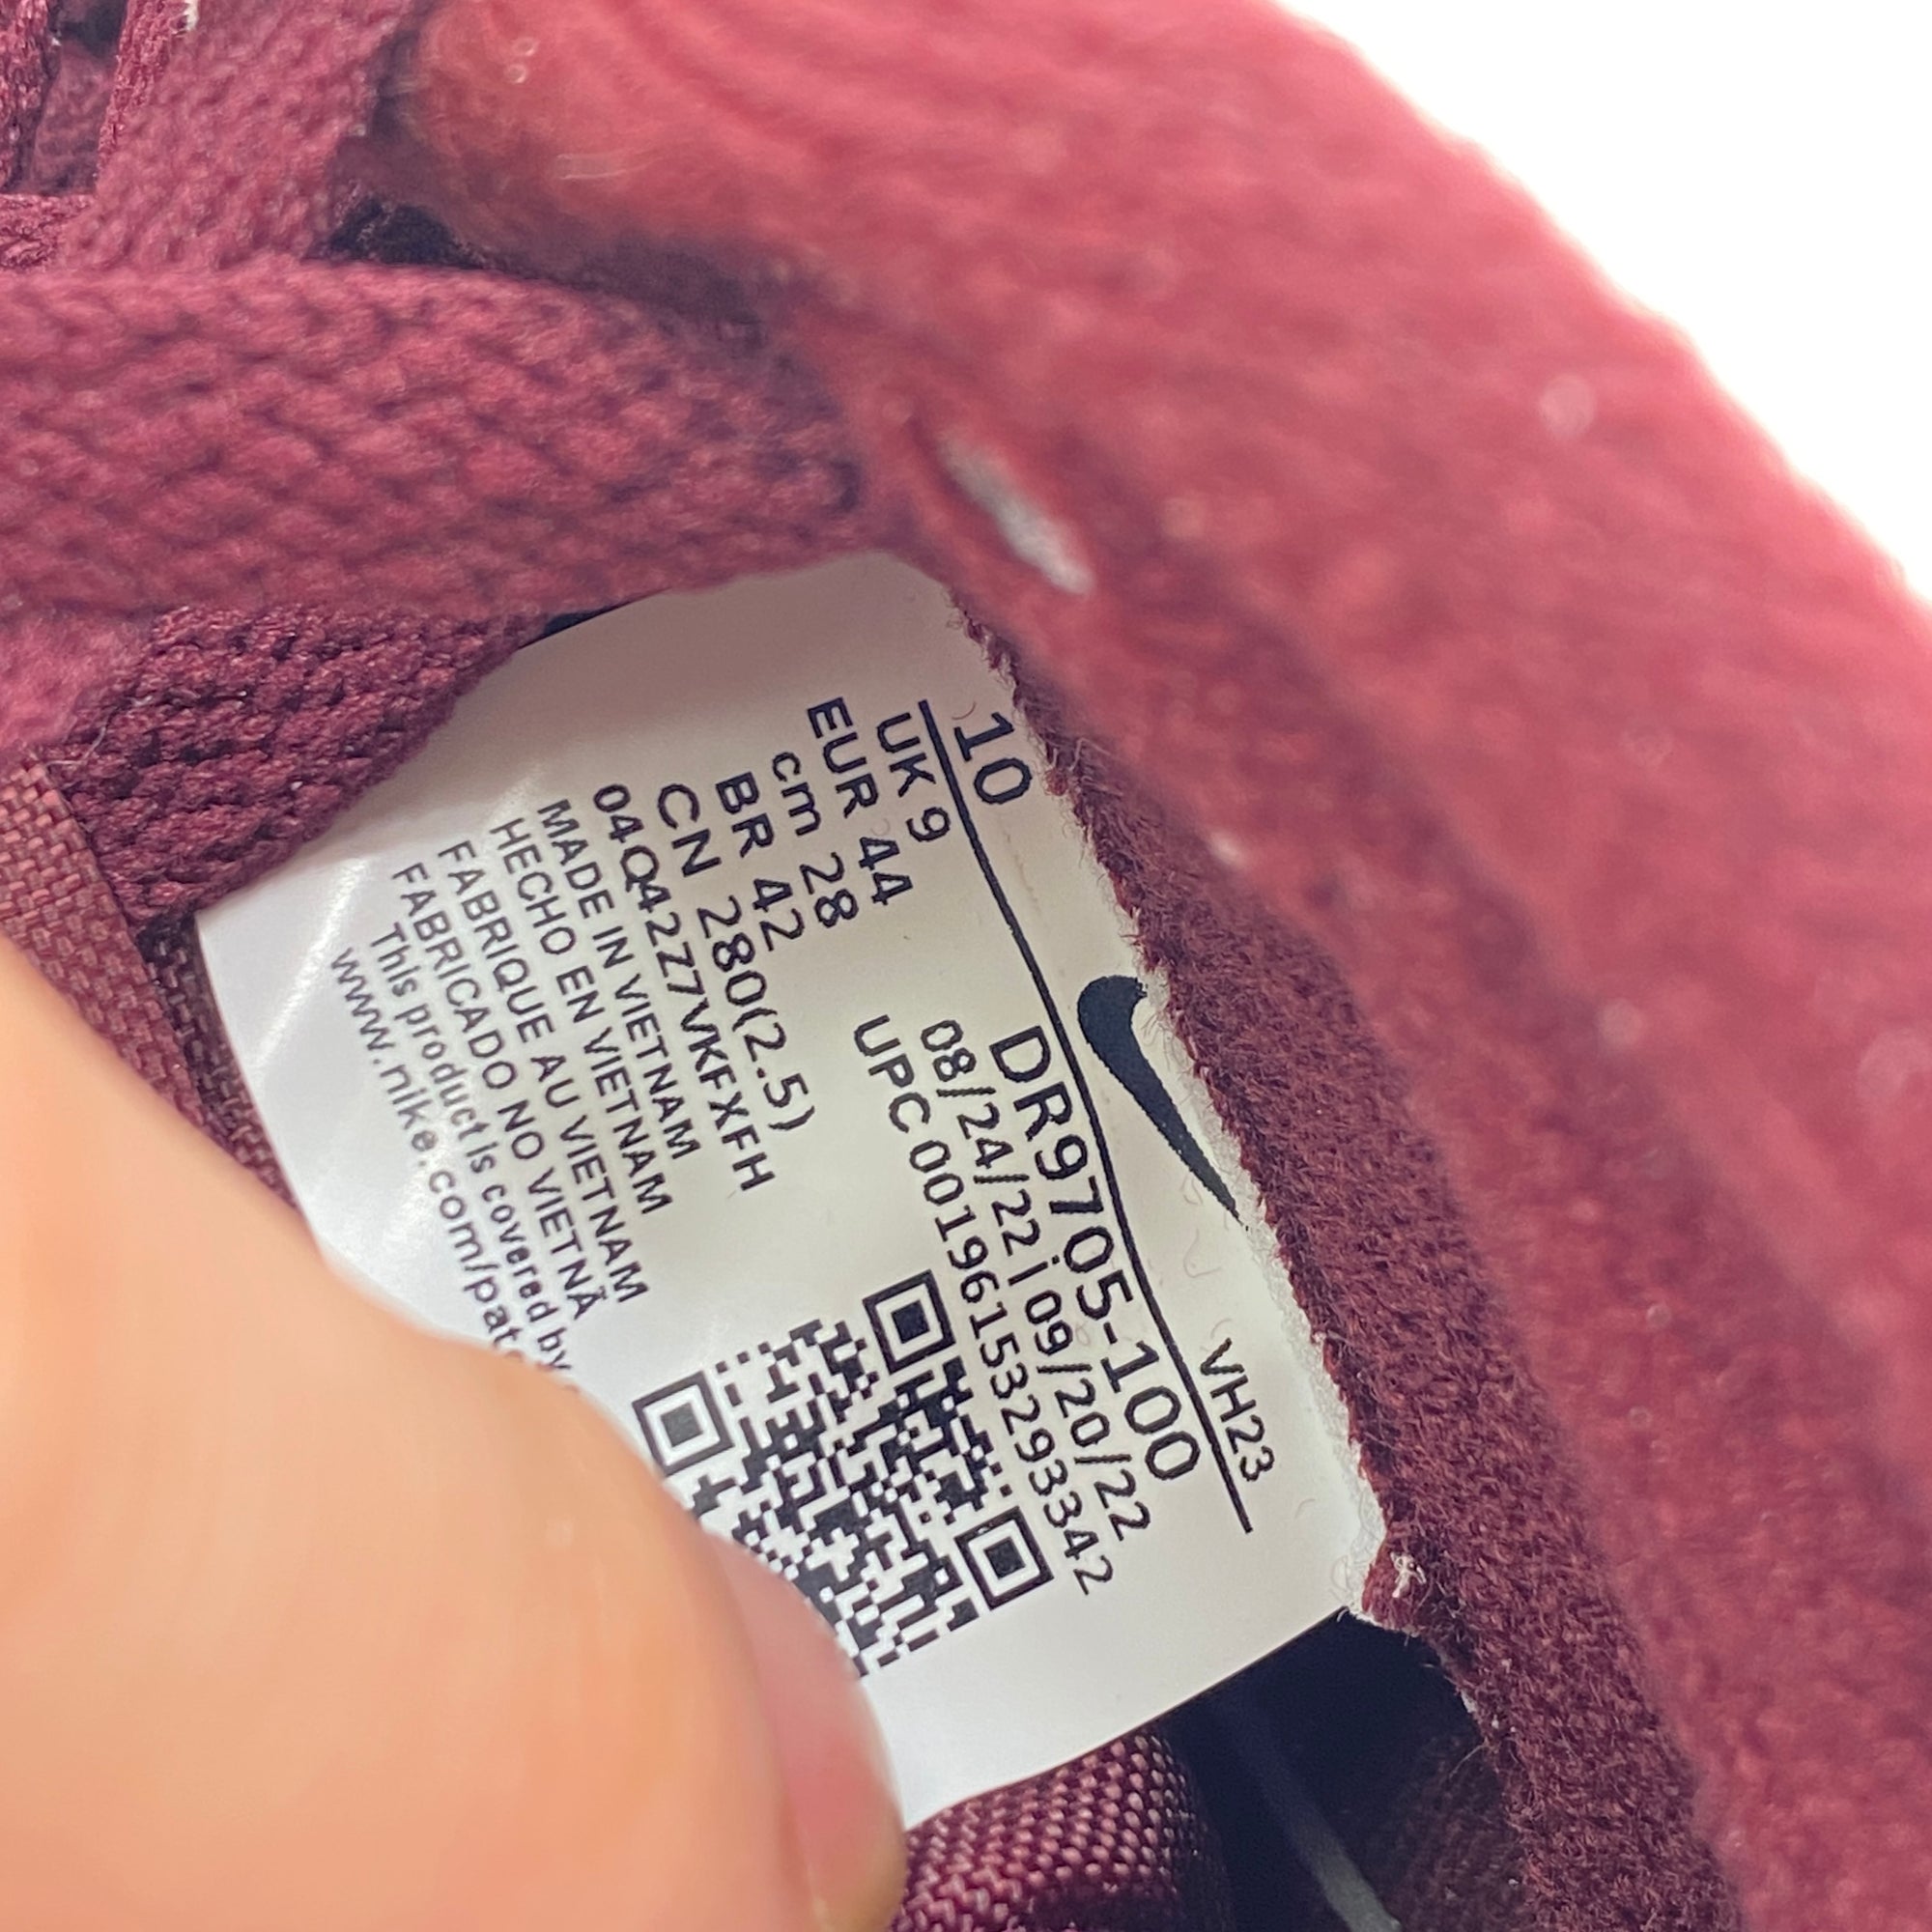 10
VH23
UK 9
EUR 44
cm 28
BR 42
CN 280(2.5)
04Q42Z7VKFXFH
MADE IN VIETNAM
HECHO EN VIETNAM
FABRIQUE AU VIETNAM
FABRICADO NO VIETNÃ
This product is covered by
www.nike.com/pat
DR9705-100
08/24/22 | 09/20/22
UPC 00196153293342